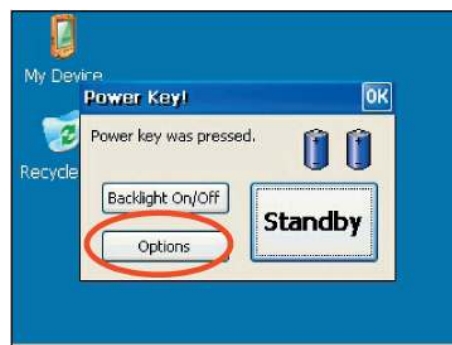 My Device
Power Key!
OK
Power key was pressed.
Recycle
Backlight On/Off
Standby
Options